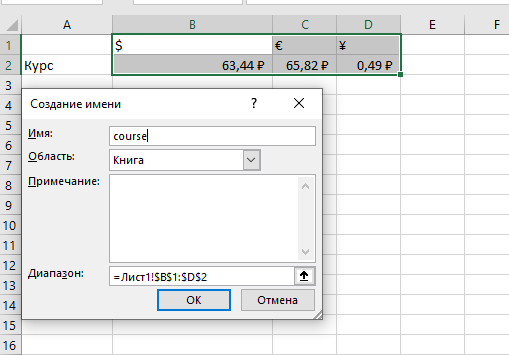 A B C D E F
1 $ € ¥
2 Курс 63,44 ₽ 65,82 ₽ 0,49 ₽
3
4
5
6
7
8
9
10
11
12
13
14
15
16
Создание имени ? ×
Имя: course
Область: Книга
Примечание:
Диапазон: =Лист1!$B$1:$D$2
ОК Отмена